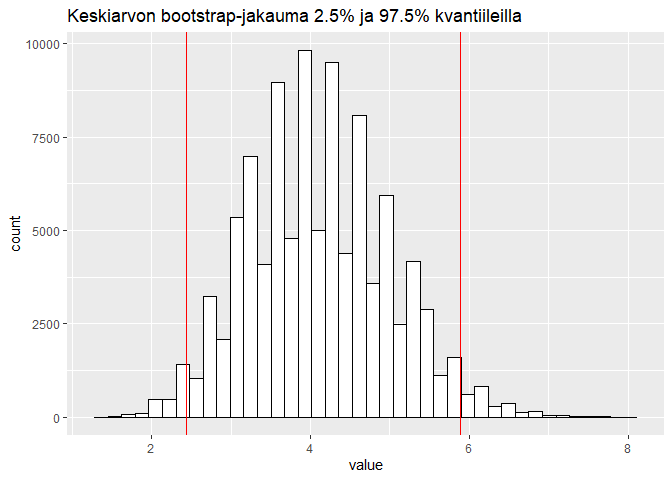 Keskiarvon bootstrap-jakauma 2.5% ja 97.5% kvantiileilla
10000
7500
5000
2500
0
count
2 4 6 8
value